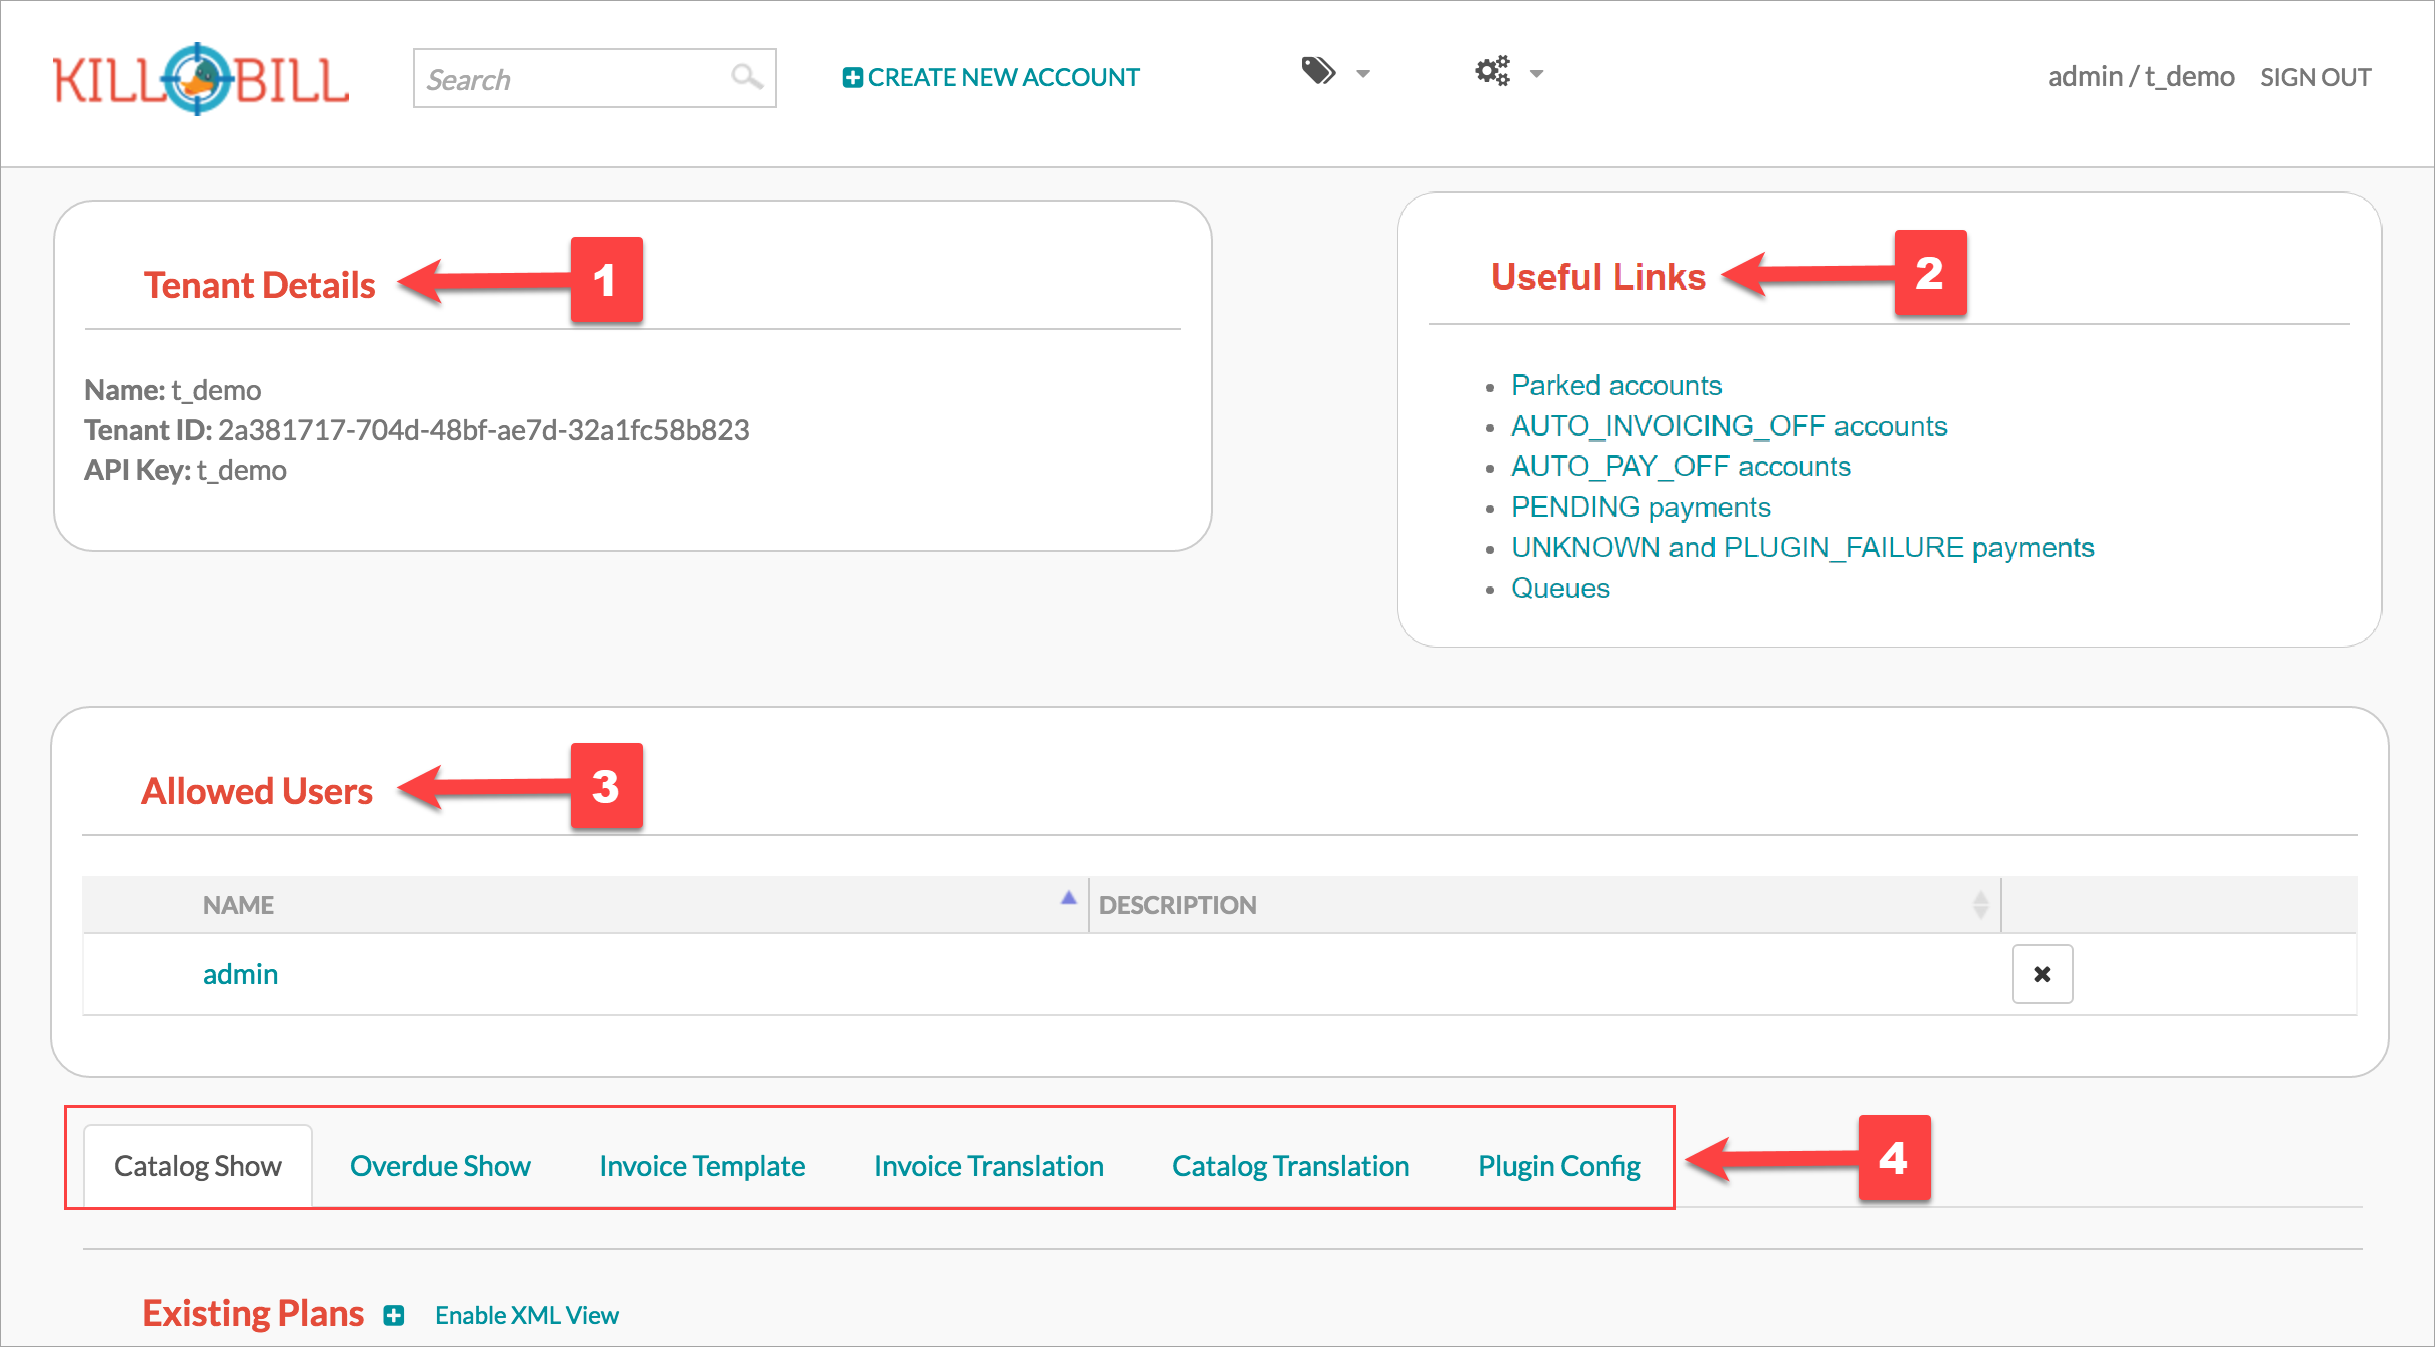 KILL BILL
Search
CREATE NEW ACCOUNT
admin / t_demo SIGN OUT
Tenant Details
1
Name: t_demo
Tenant ID: 2a381717-704d-48bf-ae7d-32a1fc58b823
API Key: t_demo
Useful Links
2
Parked accounts
AUTO_INVOICING_OFF accounts
AUTO_PAY_OFF accounts
PENDING payments
UNKNOWN and PLUGIN_FAILURE payments
Queues
Allowed Users
3
NAME DESCRIPTION
admin
Catalog Show Overdue Show Invoice Template Invoice Translation Catalog Translation Plugin Config
4
Existing Plans Enable XML View